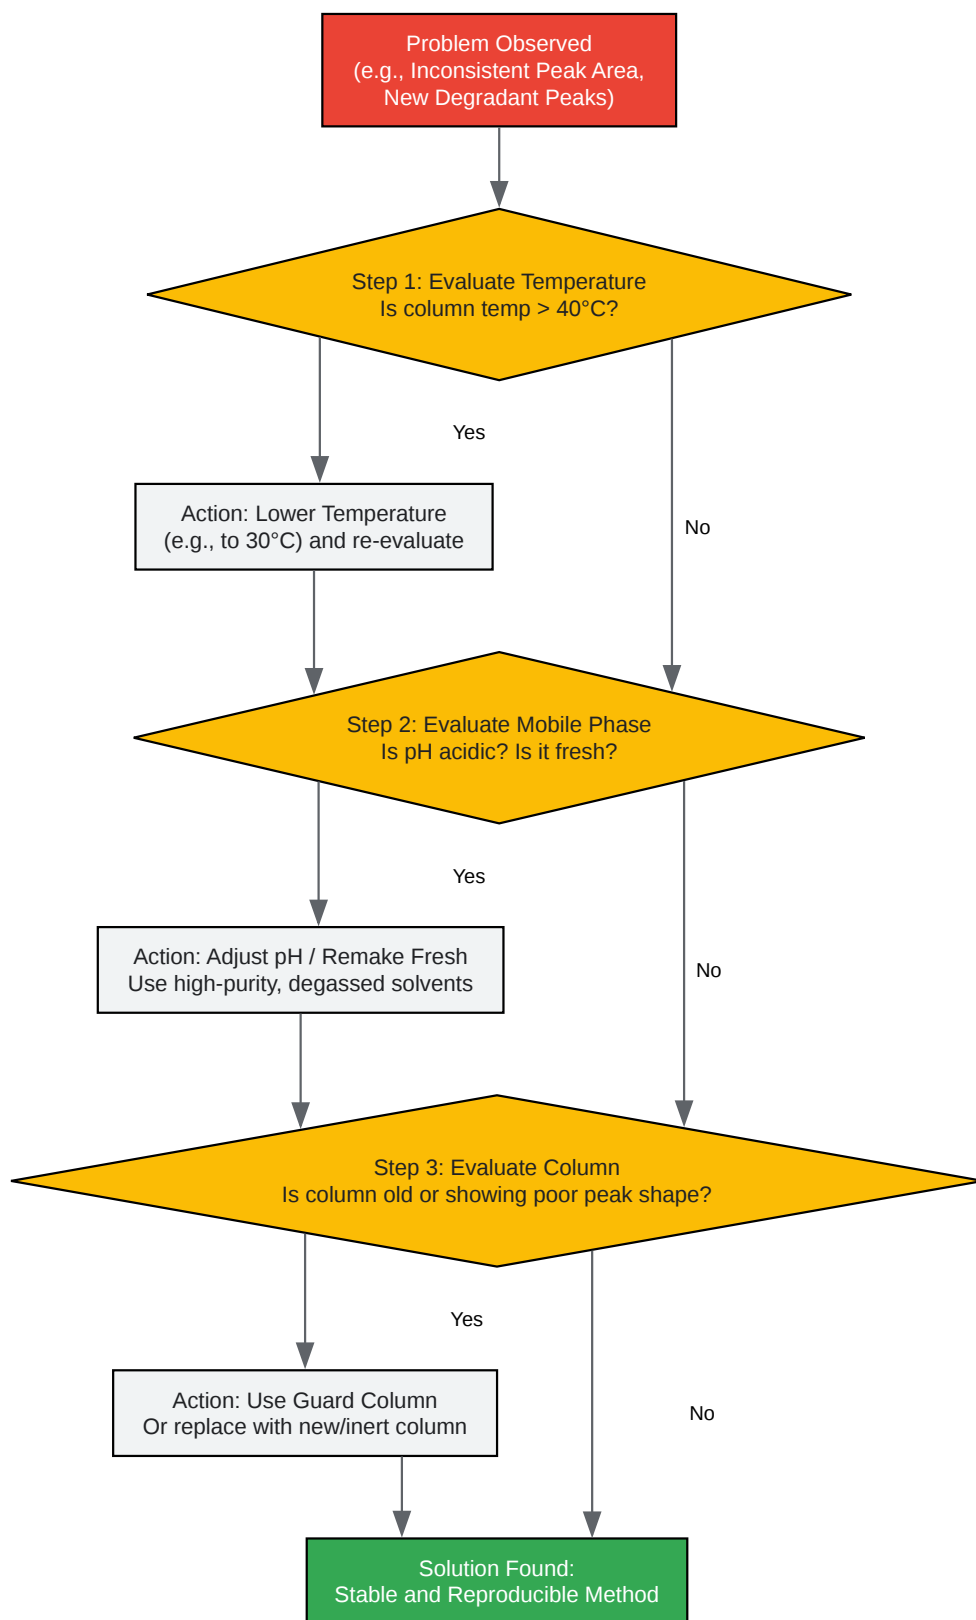 Problem Observed
(e.g., Inconsistent Peak Area,
New Degradant Peaks)
Step 1: Evaluate Temperature
Is column temp > 40°C?
Yes
Action: Lower Temperature
(e.g., to 30°C) and re-evaluate
No
Step 2: Evaluate Mobile Phase
Is pH acidic? Is it fresh?
Yes
Action: Adjust pH / Remake Fresh
Use high-purity, degassed solvents
No
Step 3: Evaluate Column
Is column old or showing poor peak shape?
Yes
Action: Use Guard Column
Or replace with new/inert column
No
Solution Found:
Stable and Reproducible Method